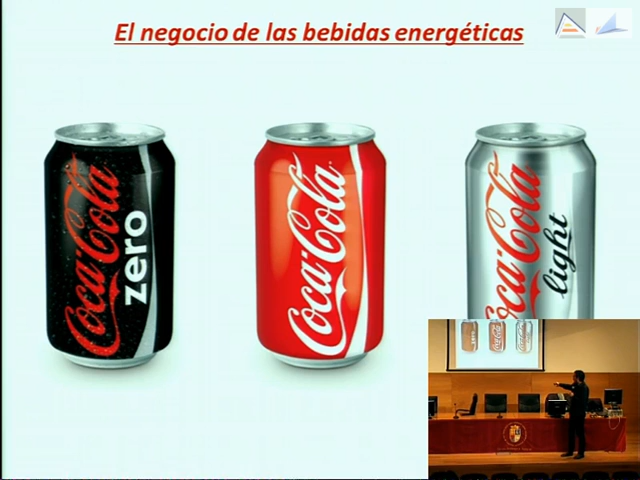 El negocio de las bebidas energéticas
Coca-Cola
zero
Coca-Cola
Coca-Cola
light